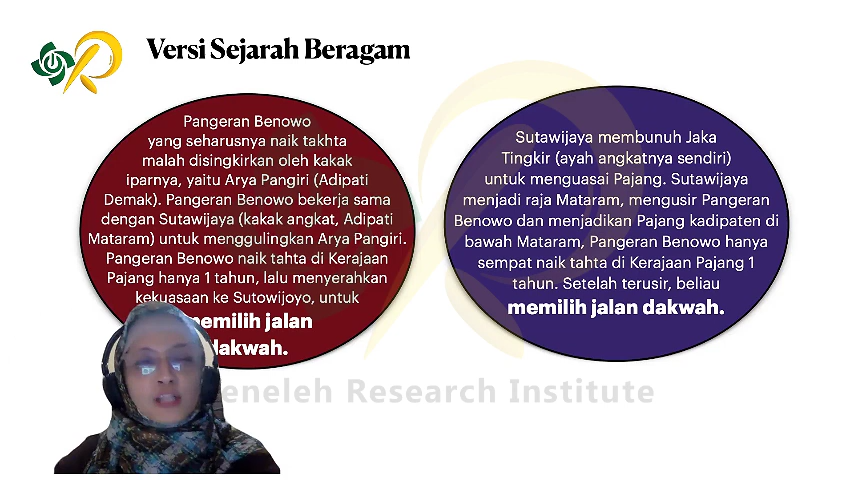 Versi Sejarah Beragam
Pangeran Benowo
yang seharusnya naik takhta
malah disingkirkan oleh kakak
iparnya, yaitu Arya Pangiri (Adipati
Demak). Pangeran Benowo bekerja sama
dengan Sutawijaya (kakak angkat, Adipati
Mataram) untuk menggulingkan Arya Pangiri.
Pangeran Benowo naik tahta di Kerajaan
Pajang hanya 1 tahun, lalu menyerahkan
kekuasaan ke Sutowijoyo, untuk
memilih jalan
dakwah.
Sutawijaya membunuh Jaka
Tingkir (ayah angkatnya sendiri)
untuk menguasai Pajang. Sutawijaya
menjadi raja Mataram, mengusir Pangeran
Benowo dan menjadikan Pajang kadipaten di
bawah Mataram, Pangeran Benowo hanya
sempat naik tahta di Kerajaan Pajang 1
tahun. Setelah terusir, beliau
memilih jalan dakwah.
eneleh Research Institute